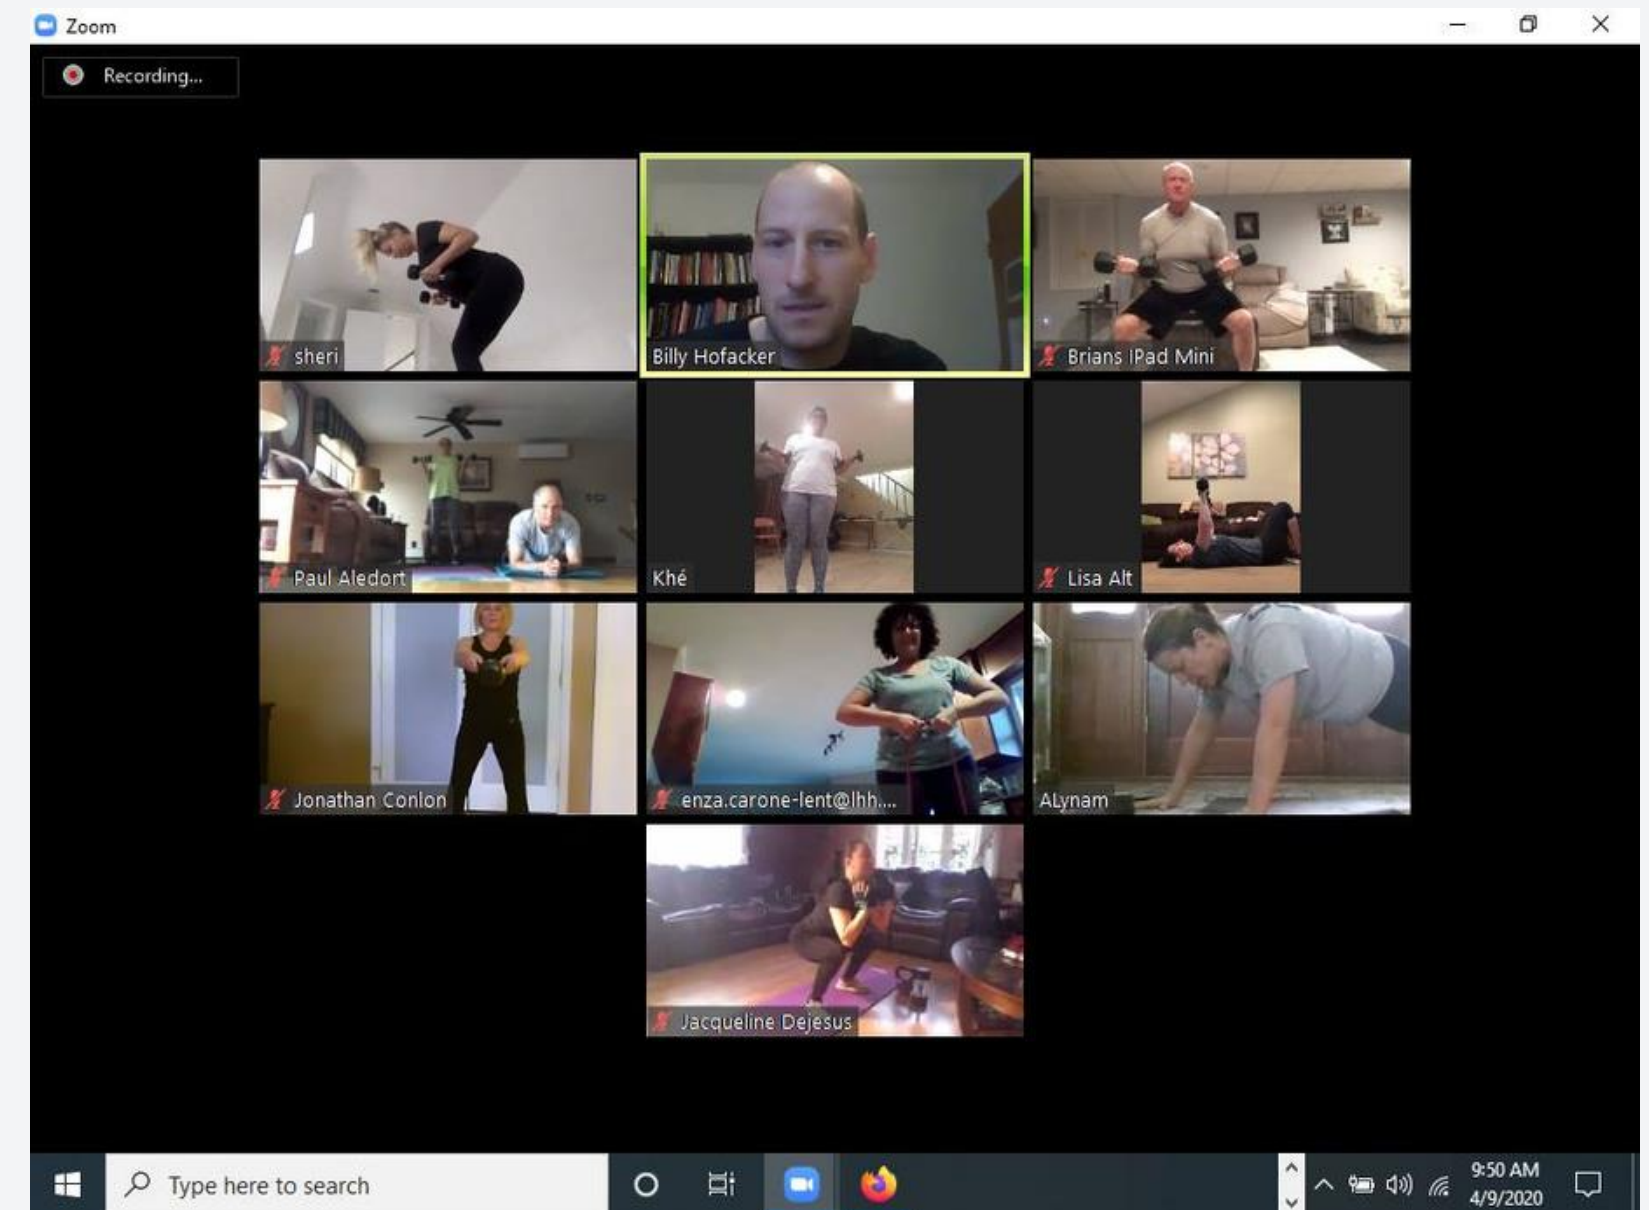 Zoom
Recording...
sheri
Billy Hofacker
Brians IPad Mini
Paul Aledort
Khé
Lisa Alt
Jonathan Conlon
enza.carone-lent@lhh....
ALynam
Jacqueline Dejesus
Type here to search
9:50 AM
4/9/2020